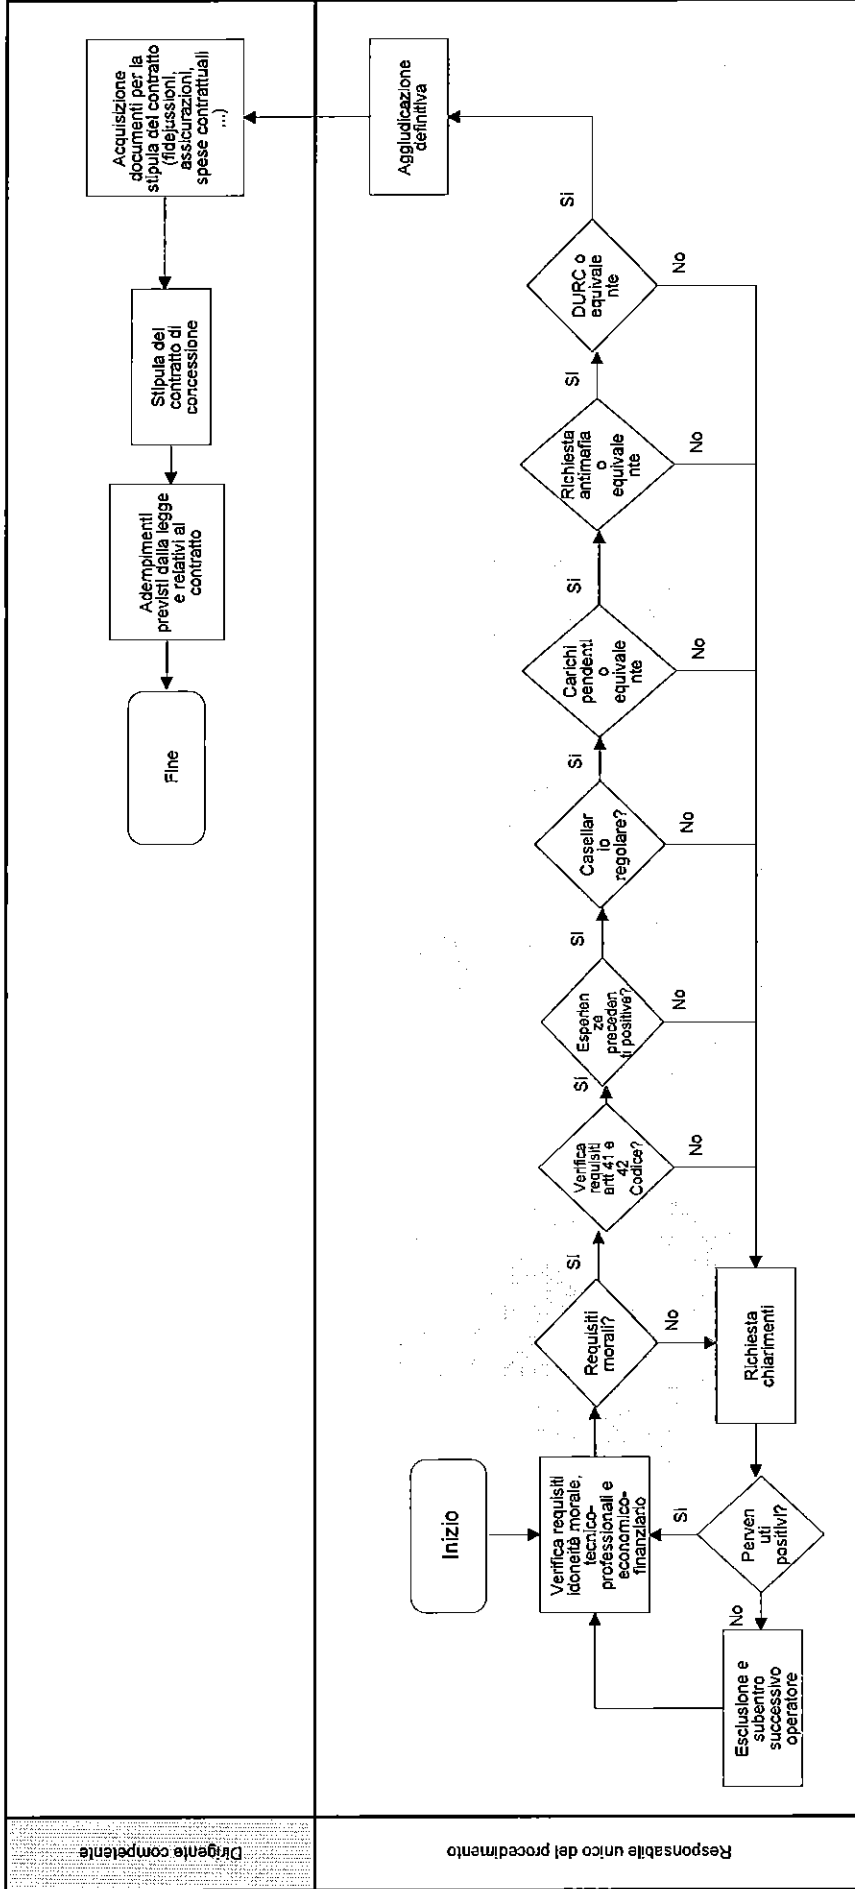 Dirigente competente
Acquisizione
documenti per la
stipula del contratto
(fidejussioni,
assicurazioni,
spese contrattuali
...)
Stipula del
contratto di
concessione
Adempimenti
previsti dalla legge
e relativi al
contratto
Fine
Responsabile unico del procedimento
Inizio
Verifica requisiti
idoneità morale,
tecnico-
professionali e
economico-
finanziario
Requisiti
morali?
Si
No
Verifica
requisiti
artt 41 e
42
Codice?
Si
No
Esperien
ze
preceden
ti positive?
Si
No
Casellar
io
regolare?
Si
No
Carichi
pendenti
o
equivale
nte
Si
No
Richiesta
antimafia
o
equivale
nte
Si
No
DURC o
equivale
nte
Si
No
Aggiudicazione
definitiva
Richiesta
chiarimenti
Perven
uti
positivi?
Si
No
Esclusione e
subentro
successivo
operatore